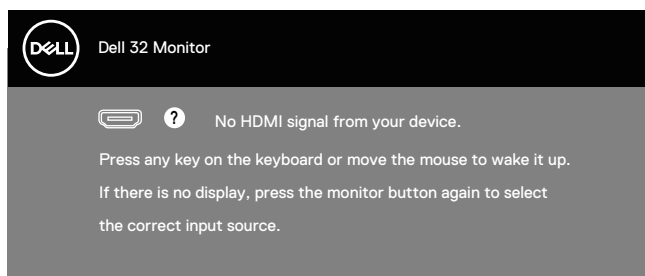 DELL
Dell 32 Monitor
? No HDMI signal from your device.
Press any key on the keyboard or move the mouse to wake it up.
If there is no display, press the monitor button again to select
the correct input source.